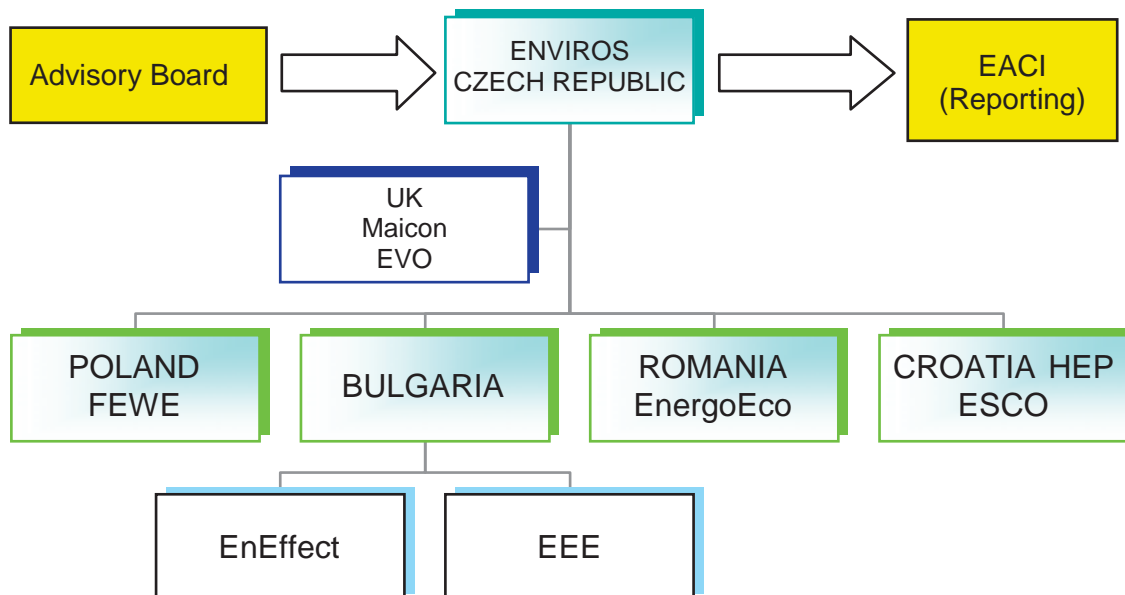 Advisory Board
ENVIROS
CZECH REPUBLIC
EACI
(Reporting)
UK
Maicon
EVO
POLAND
FEWE
BULGARIA
ROMANIA
EnergoEco
CROATIA HEP
ESCO
EnEffect
EEE